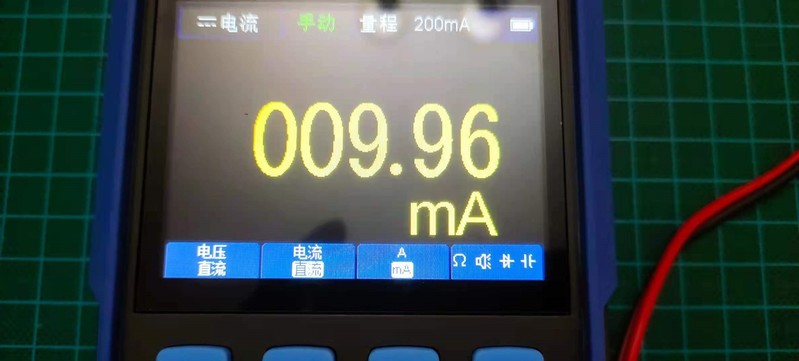 电流 手动 量程 200mA
009.96
mA
电压 电流 A Ω
直流 直流 mA